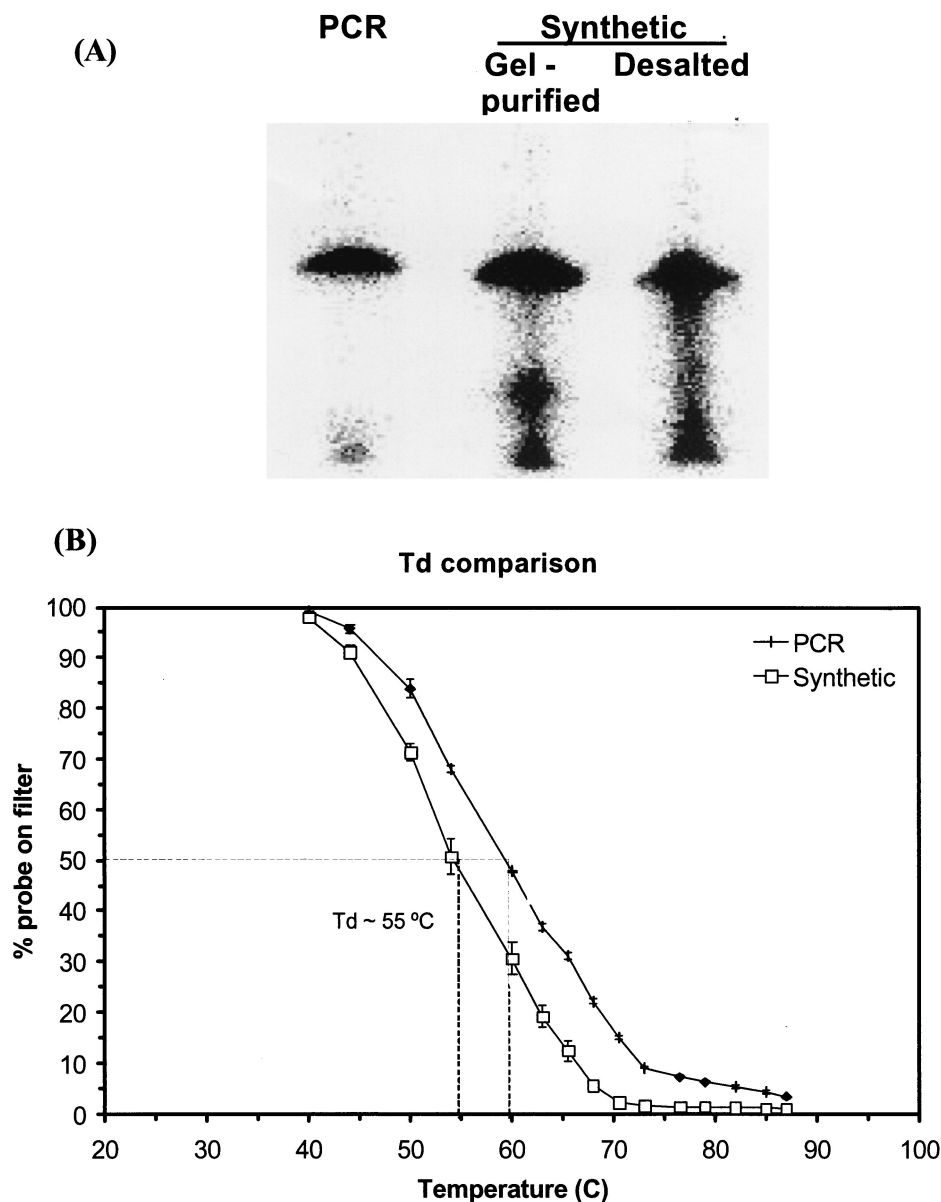 (A)
PCR
Synthetic
Gel - Desalted
purified
(B)
Td comparison
100
90
80
70
60
50
40
30
20
10
0
% probe on filter
PCR
Synthetic
Td ~ 55 ºC
20 30 40 50 60 70 80 90 100
Temperature (C)